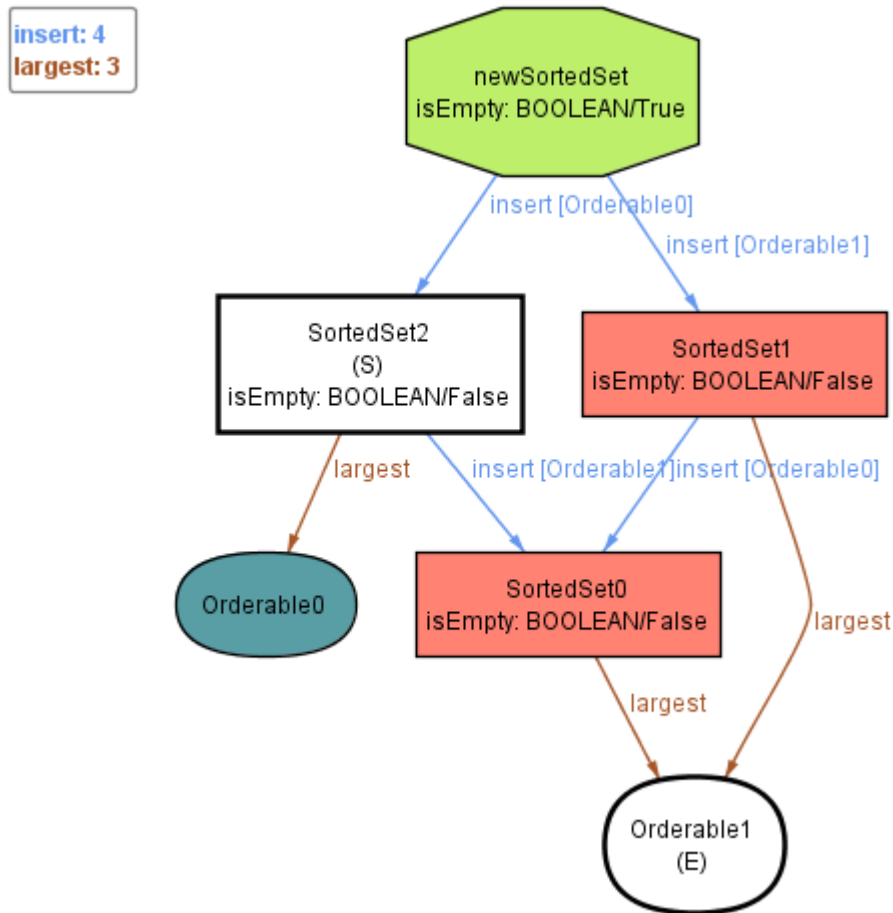 insert: 4
largest: 3
newSortedSet
isEmpty: BOOLEAN/True
insert [Orderable0]
insert [Orderable1]
SortedSet2
(S)
isEmpty: BOOLEAN/False
SortedSet1
isEmpty: BOOLEAN/False
largest
insert [Orderable1]
insert [Orderable0]
Orderable0
SortedSet0
isEmpty: BOOLEAN/False
largest
largest
Orderable1
(E)